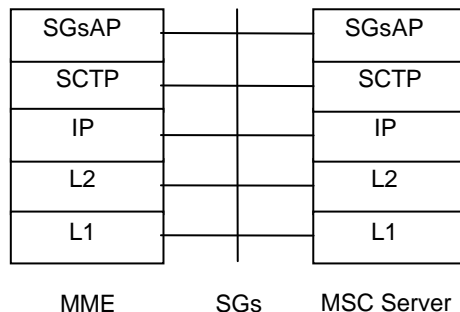 SGsAP SGsAP
SCTP SCTP
IP IP
L2 L2
L1 L1
MME SGs MSC Server